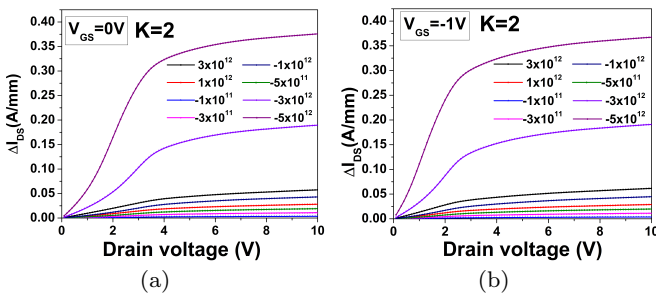 V_GS=0V K=2
3x10^12 -1x10^12
1x10^12 -5x10^11
-1x10^11 -3x10^12
-3x10^11 -5x10^12
0.40
0.35
0.30
0.25
0.20
0.15
0.10
0.05
0.00
ΔI_DS(A/mm)
0 2 4 6 8 10
Drain voltage (V)
(a)
V_GS=-1V K=2
3x10^12 -1x10^12
1x10^12 -5x10^11
-1x10^11 -3x10^12
-3x10^11 -5x10^12
0.40
0.35
0.30
0.25
0.20
0.15
0.10
0.05
0.00
ΔI_DS(A/mm)
0 2 4 6 8 10
Drain voltage (V)
(b)